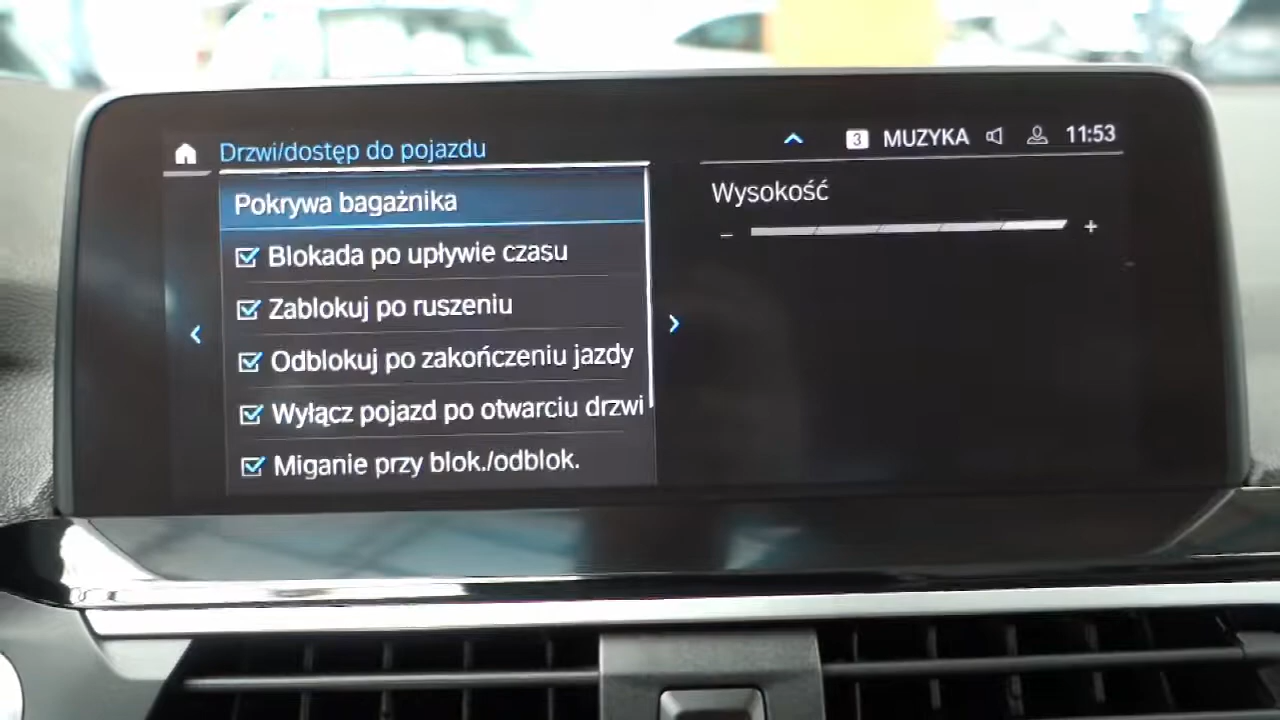 Drzwi/dostęp do pojazdu
3 MUZYKA 11:53
Pokrywa bagażnika
Blokada po upływie czasu
Zablokuj po ruszeniu
Odblokuj po zakończeniu jazdy
Wyłącz pojazd po otwarciu drzwi
Miganie przy blok./odblok.
Wysokość
– +